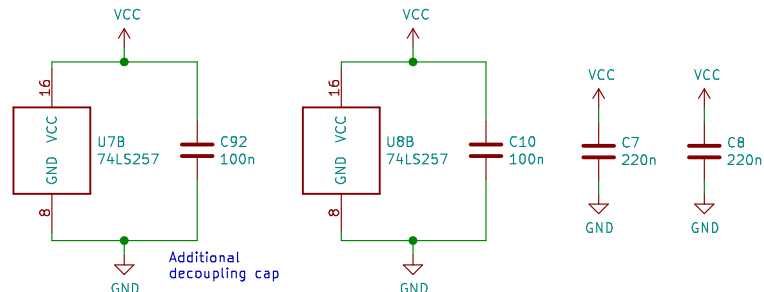 VCC
VCC
VCC
VCC
16
VCC
GND
8
U7B
74LS257
C92
100n
16
VCC
GND
8
U8B
74LS257
C10
100n
C7
220n
C8
220n
GND
GND
Additional
decoupling cap
GND
GND